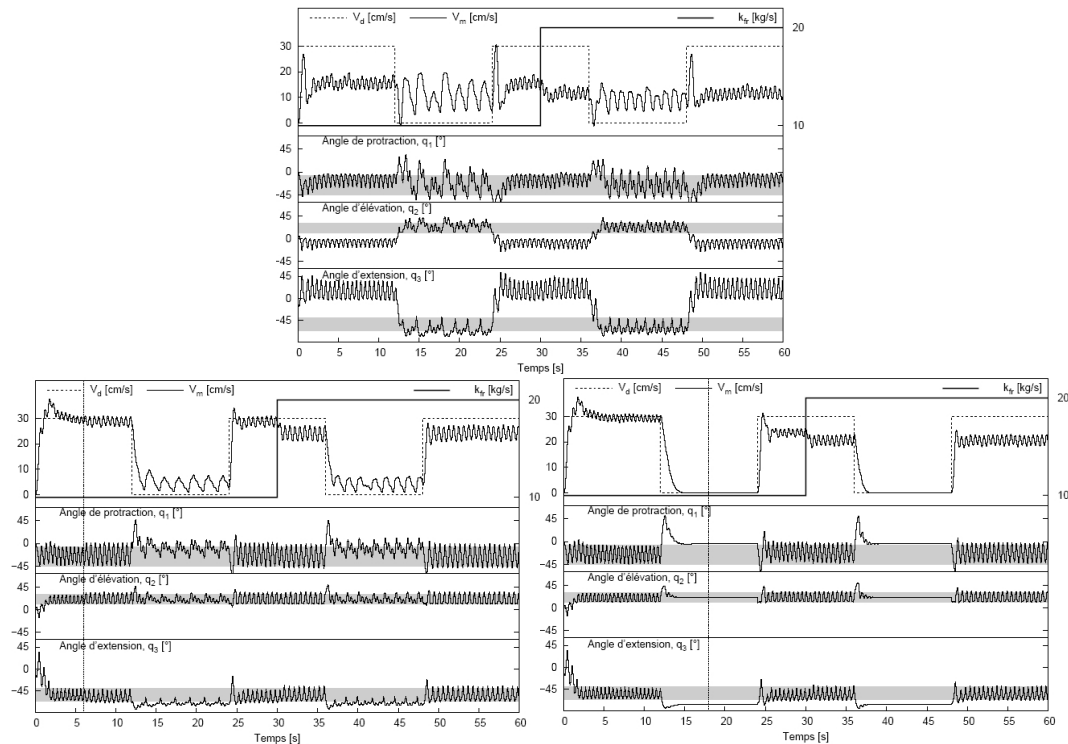 V_d [cm/s] V_m [cm/s] k_fr [kg/s]
30
20
10
0
20
10
Angle de protraction, q_1 [°]
45
0
-45
Angle d'élévation, q_2 [°]
45
0
-45
Angle d'extension, q_3 [°]
45
0
-45
0 5 10 15 20 25 30 35 40 45 50 55 60
Temps [s]
V_d [cm/s] V_m [cm/s] k_fr [kg/s]
30
20
10
0
20
10
Angle de protraction, q_1 [°]
45
0
-45
Angle d'élévation, q_2 [°]
45
0
-45
Angle d'extension, q_3 [°]
45
0
-45
0 5 10 15 20 25 30 35 40 45 50 55 60
Temps [s]
V_d [cm/s] V_m [cm/s] k_fr [kg/s]
30
20
10
0
20
10
Angle de protraction, q_1 [°]
45
0
-45
Angle d'élévation, q_2 [°]
45
0
-45
Angle d'extension, q_3 [°]
45
0
-45
0 5 10 15 20 25 30 35 40 45 50 55 60
Temps [s]